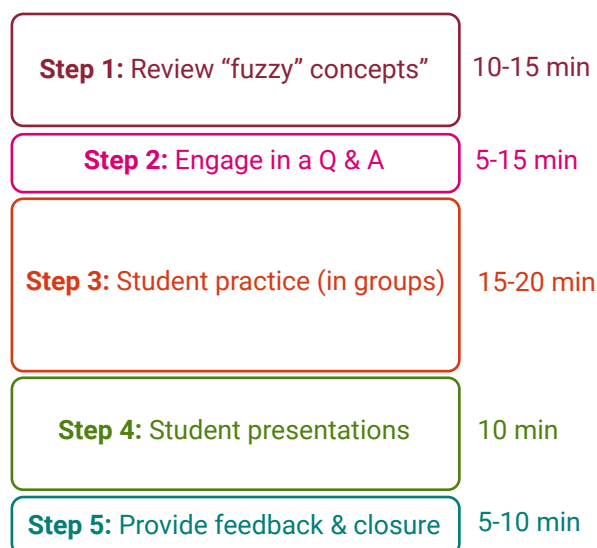 Step 1: Review “fuzzy” concepts” 10-15 min
Step 2: Engage in a Q & A 5-15 min
Step 3: Student practice (in groups) 15-20 min
Step 4: Student presentations 10 min
Step 5: Provide feedback & closure 5-10 min